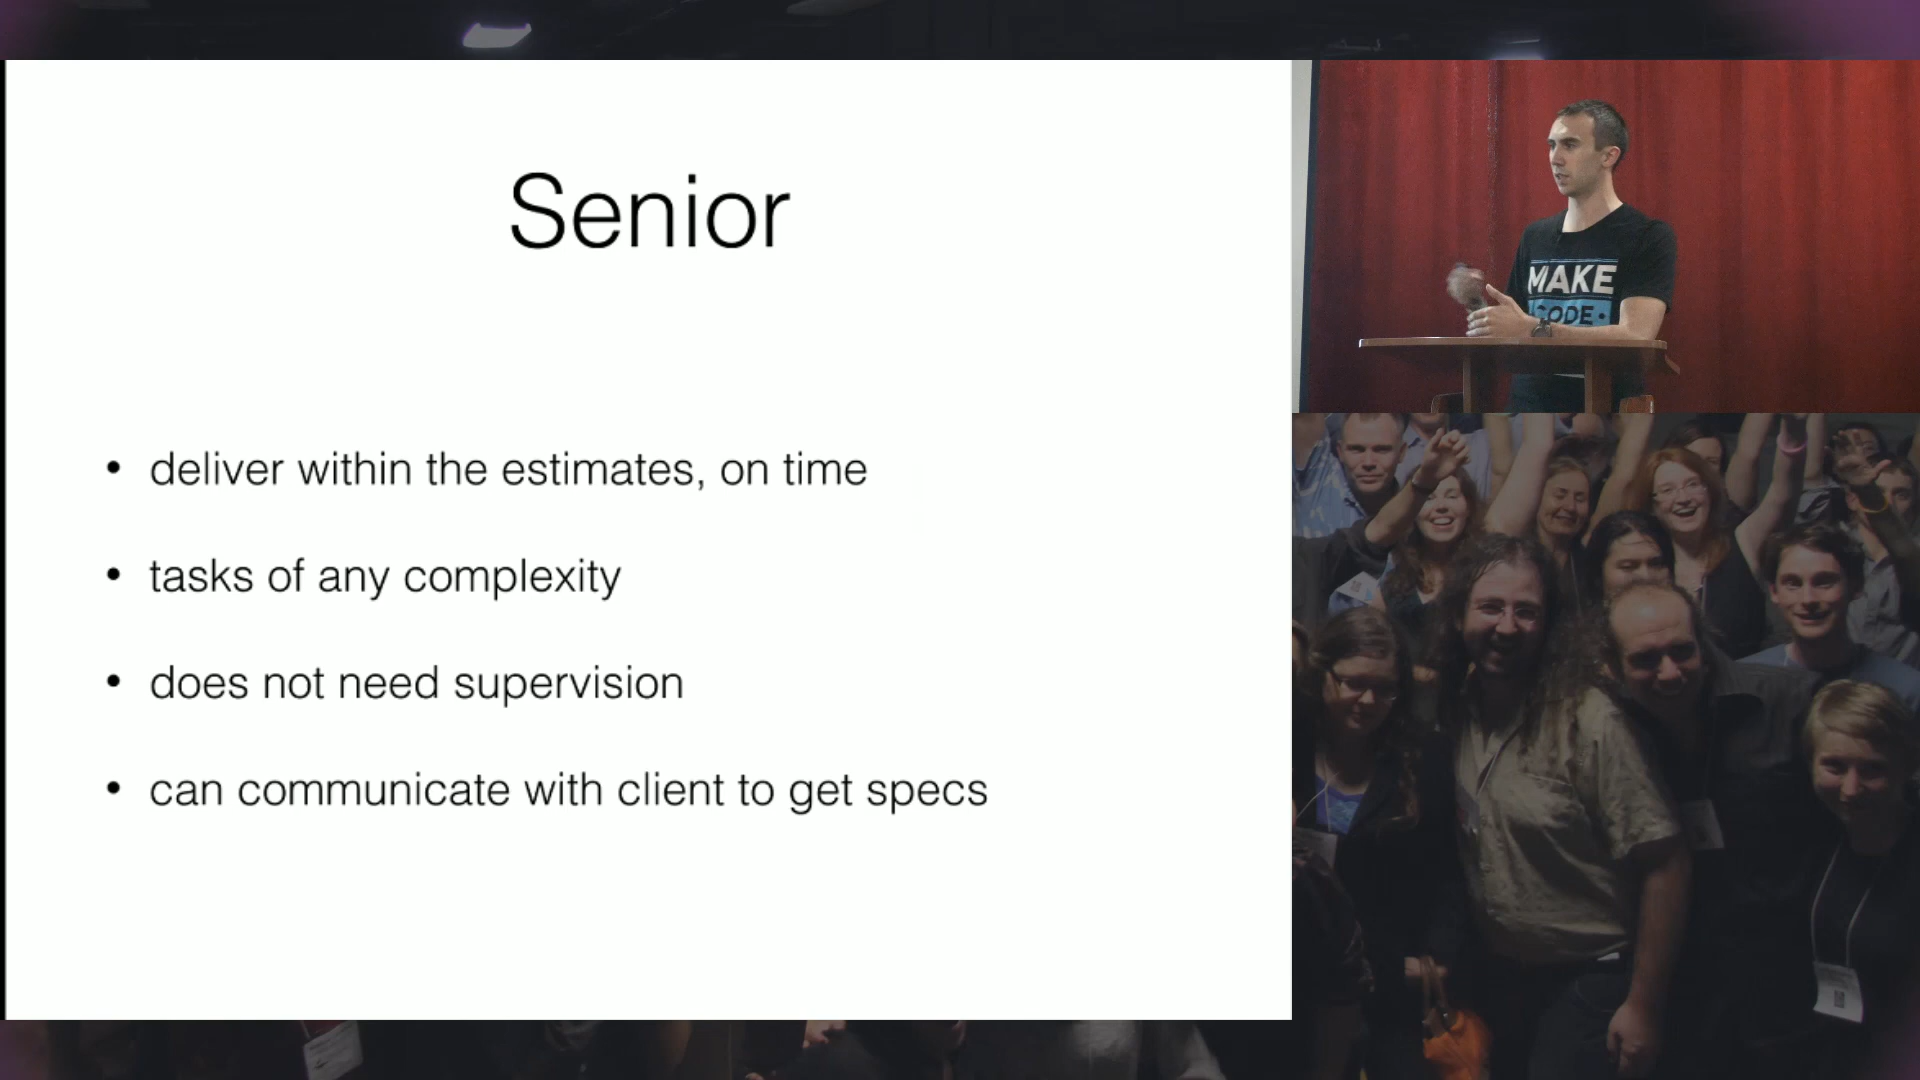 Senior
• deliver within the estimates, on time
• tasks of any complexity
• does not need supervision
• can communicate with client to get specs
MAKE
CODE •